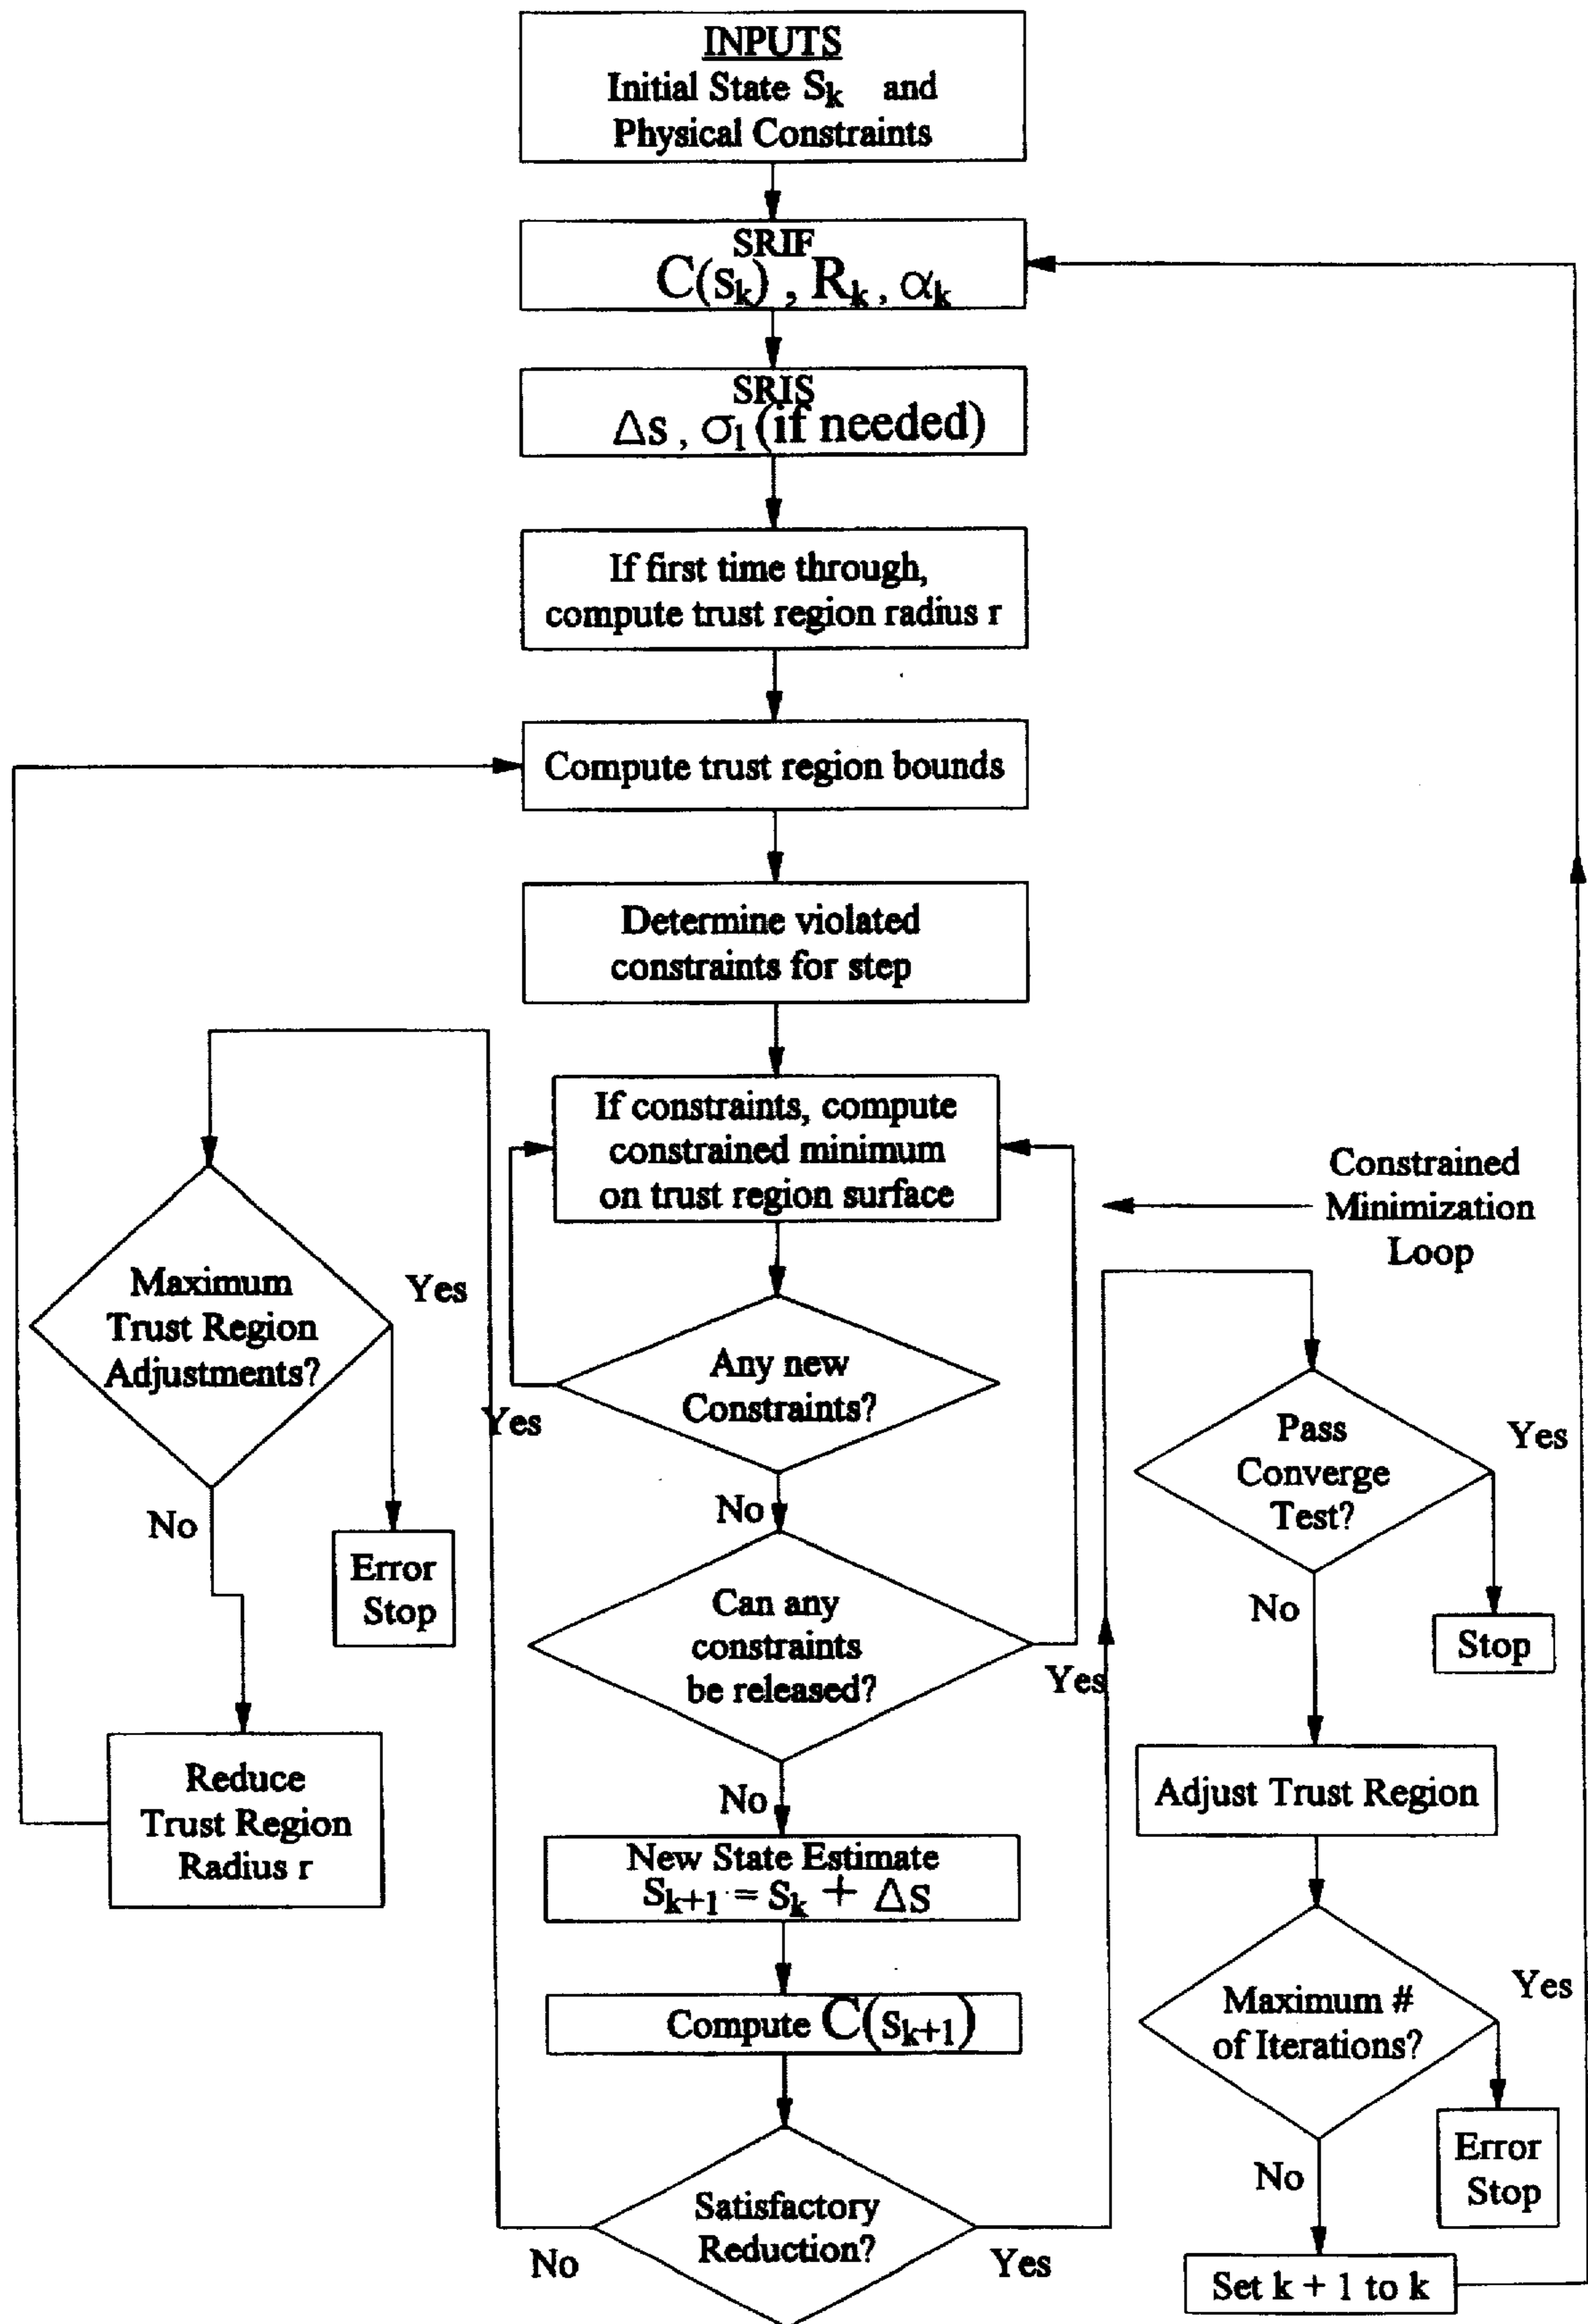 INPUTS
Initial State Sk and
Physical Constraints
SRIF
C(sk) , Rk , αk
SRIS
Δs , σ1 (if needed)
If first time through,
compute trust region radius r
Compute trust region bounds
Determine violated
constraints for step
If constraints, compute
constrained minimum
on trust region surface
Constrained
Minimization
Loop
Any new
Constraints?
Yes
No
Can any
constraints
be released?
Yes
No
New State Estimate
sk+1 = sk + Δs
Compute C(sk+1)
Satisfactory
Reduction?
No
Yes
Maximum
Trust Region
Adjustments?
Yes
No
Error
Stop
Reduce
Trust Region
Radius r
Pass
Converge
Test?
Yes
No
Stop
Adjust Trust Region
Maximum #
of Iterations?
Yes
No
Error
Stop
Set k + 1 to k